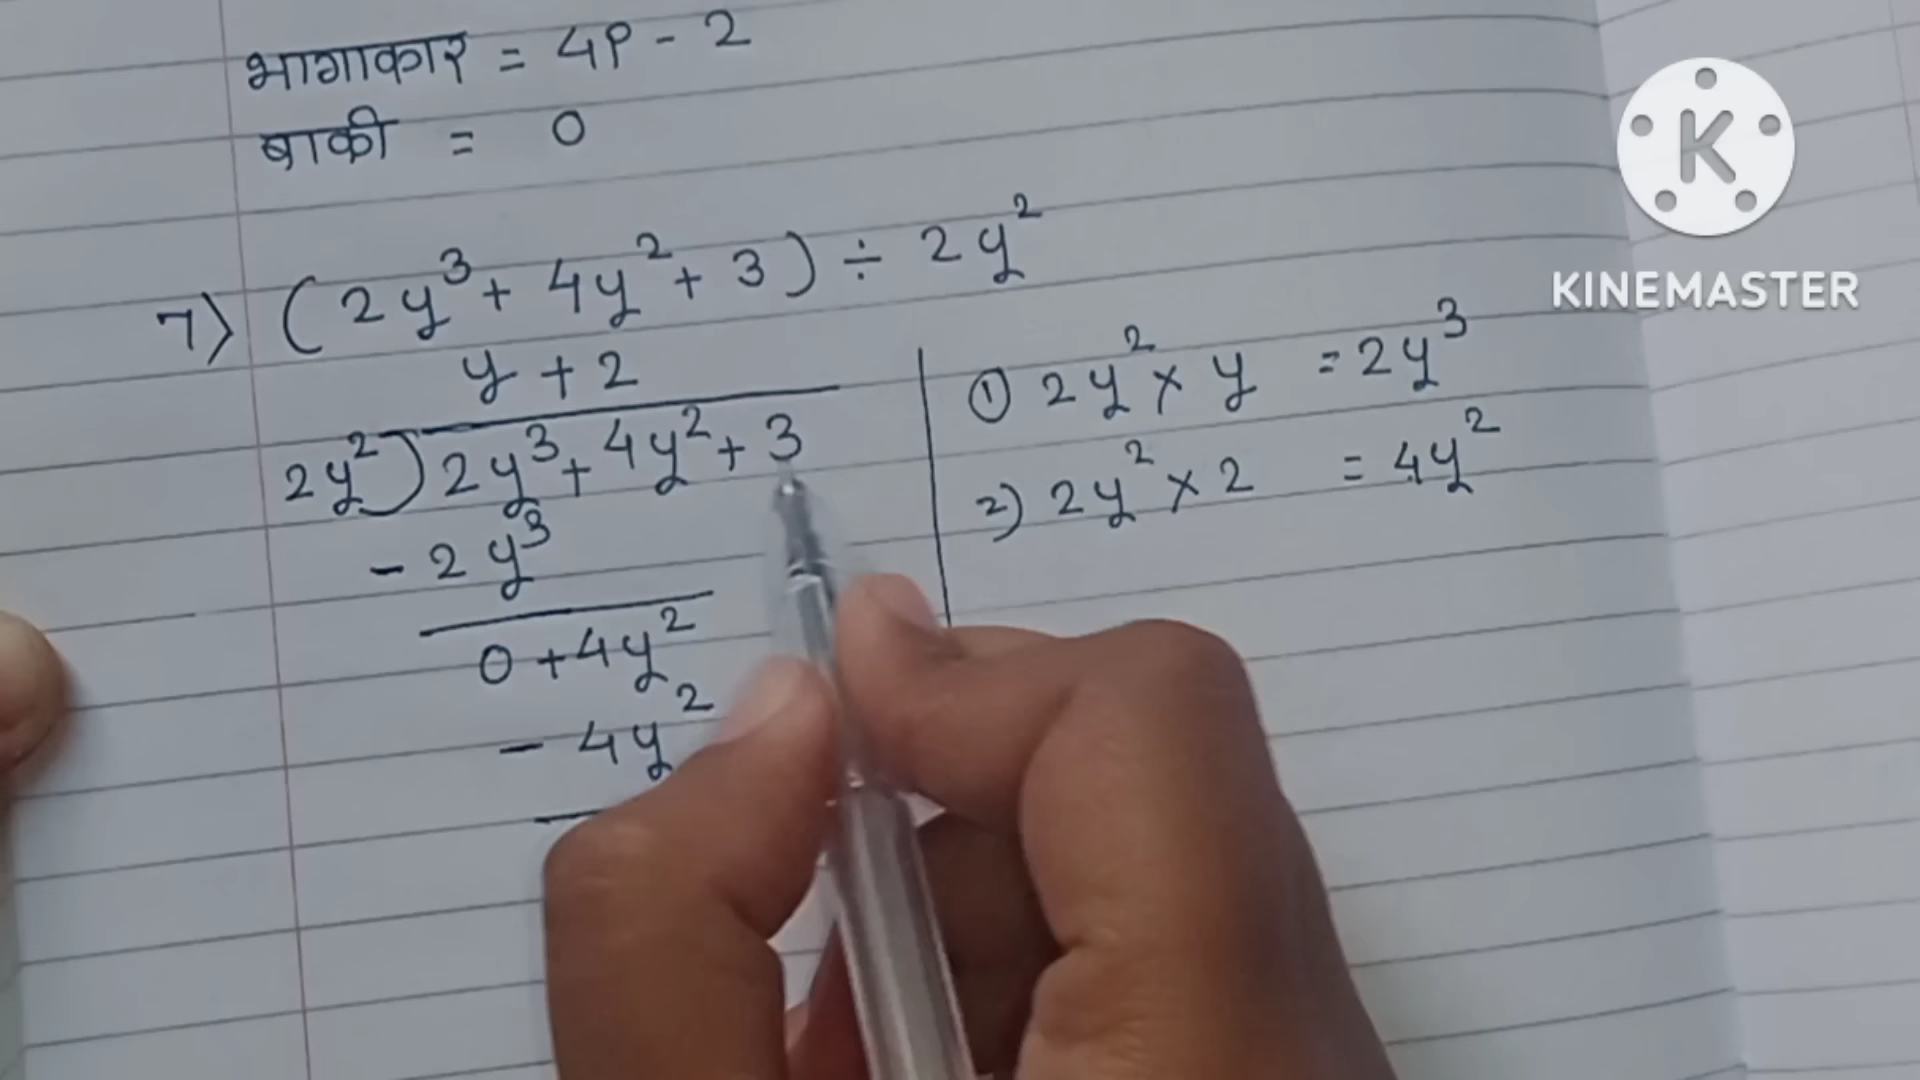 भागाकार = 4P - 2
बाकी = 0
7) (2y³ + 4y² + 3) ÷ 2y²
y + 2
2y²)2y³ + 4y² + 3
- 2y³
0 + 4y²
- 4y²
① 2y² × y = 2y³
2) 2y² × 2 = 4y²
K
KINEMASTER